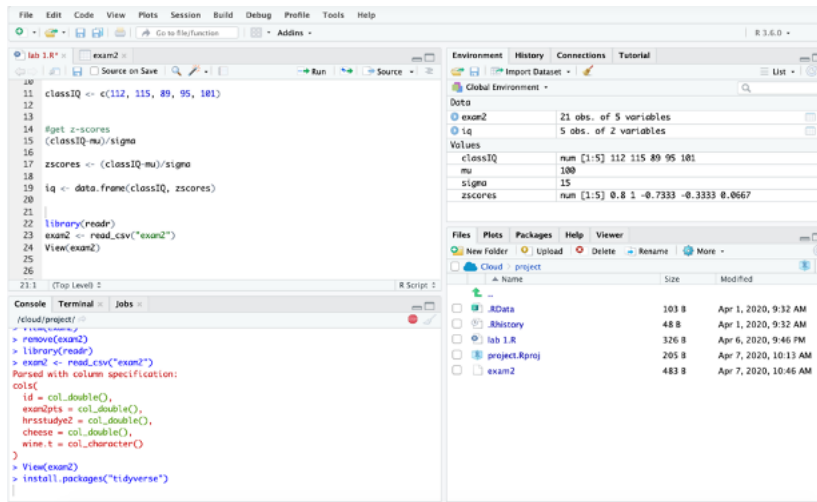 File Edit Code View Plots Session Build Debug Profile Tools Help
Go to file/function Addins R 3.6.0
lab 1.R* exam2
Source on Save Run Source
10
11 classIQ <- c(112, 115, 89, 95, 101)
12
13
14 #get z-scores
15 (classIQ-mu)/sigma
16
17 zscores <- (classIQ-mu)/sigma
18
19 iq <- data.frame(classIQ, zscores)
20
21
22 library(readr)
23 exam2 <- read_csv("exam2")
24 View(exam2)
25
26
21:1 (Top Level) R Script
Console Terminal Jobs
/cloud/project/
> View(exam2)
> remove(exam2)
> library(readr)
> exam2 <- read_csv("exam2")
Parsed with column specification:
cols(
id = col_double(),
exam2pts = col_double(),
hrsstudye2 = col_double(),
cheese = col_double(),
wine.t = col_character()
)
> View(exam2)
> install.packages("tidyverse")
Environment History Connections Tutorial
Import Dataset List
Global Environment
Data
exam2 21 obs. of 5 variables
iq 5 obs. of 2 variables
Values
classIQ num [1:5] 112 115 89 95 101
mu 100
sigma 15
zscores num [1:5] 0.8 1 -0.7333 -0.3333 0.0667
Files Plots Packages Help Viewer
New Folder Upload Delete Rename More
Cloud project
Name Size Modified
..
.RData 103 B Apr 1, 2020, 9:32 AM
.Rhistory 48 B Apr 1, 2020, 9:32 AM
lab 1.R 326 B Apr 6, 2020, 9:46 PM
project.Rproj 205 B Apr 7, 2020, 10:13 AM
exam2 483 B Apr 7, 2020, 10:46 AM